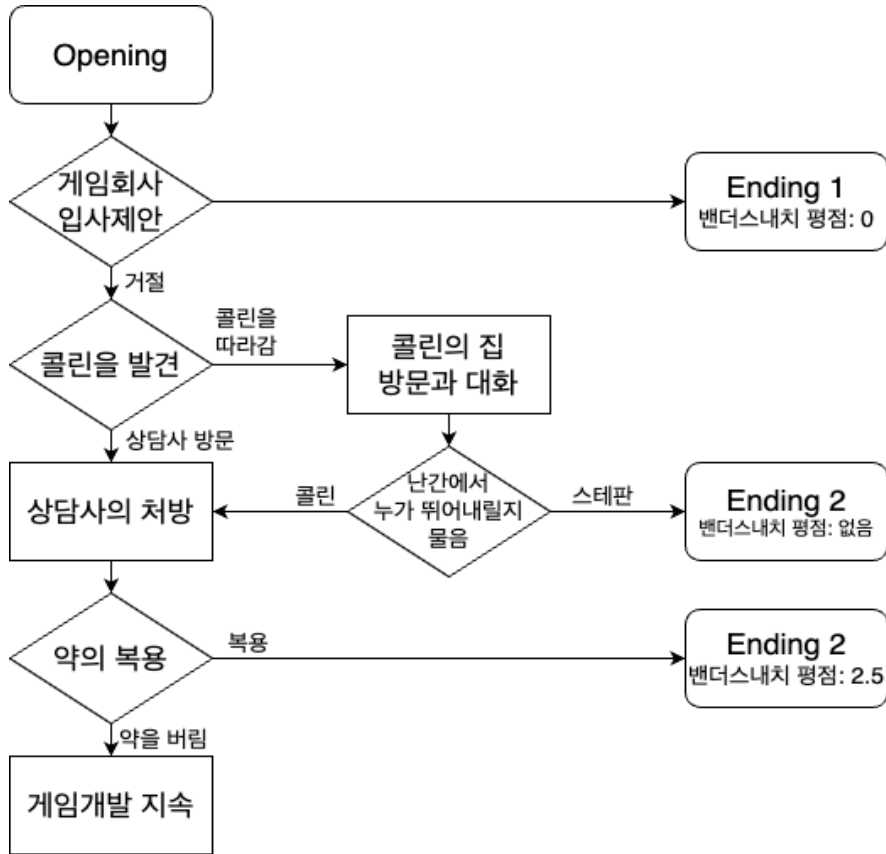 Opening
게임회사
입사제안
Ending 1
밴더스내치 평점: 0
거절
콜린을 발견
콜린을
따라감
콜린의 집
방문과 대화
상담사 방문
상담사의 처방
콜린
난간에서
누가 뛰어내릴지
물음
스테판
Ending 2
밴더스내치 평점: 없음
약의 복용
복용
Ending 2
밴더스내치 평점: 2.5
약을 버림
게임개발 지속